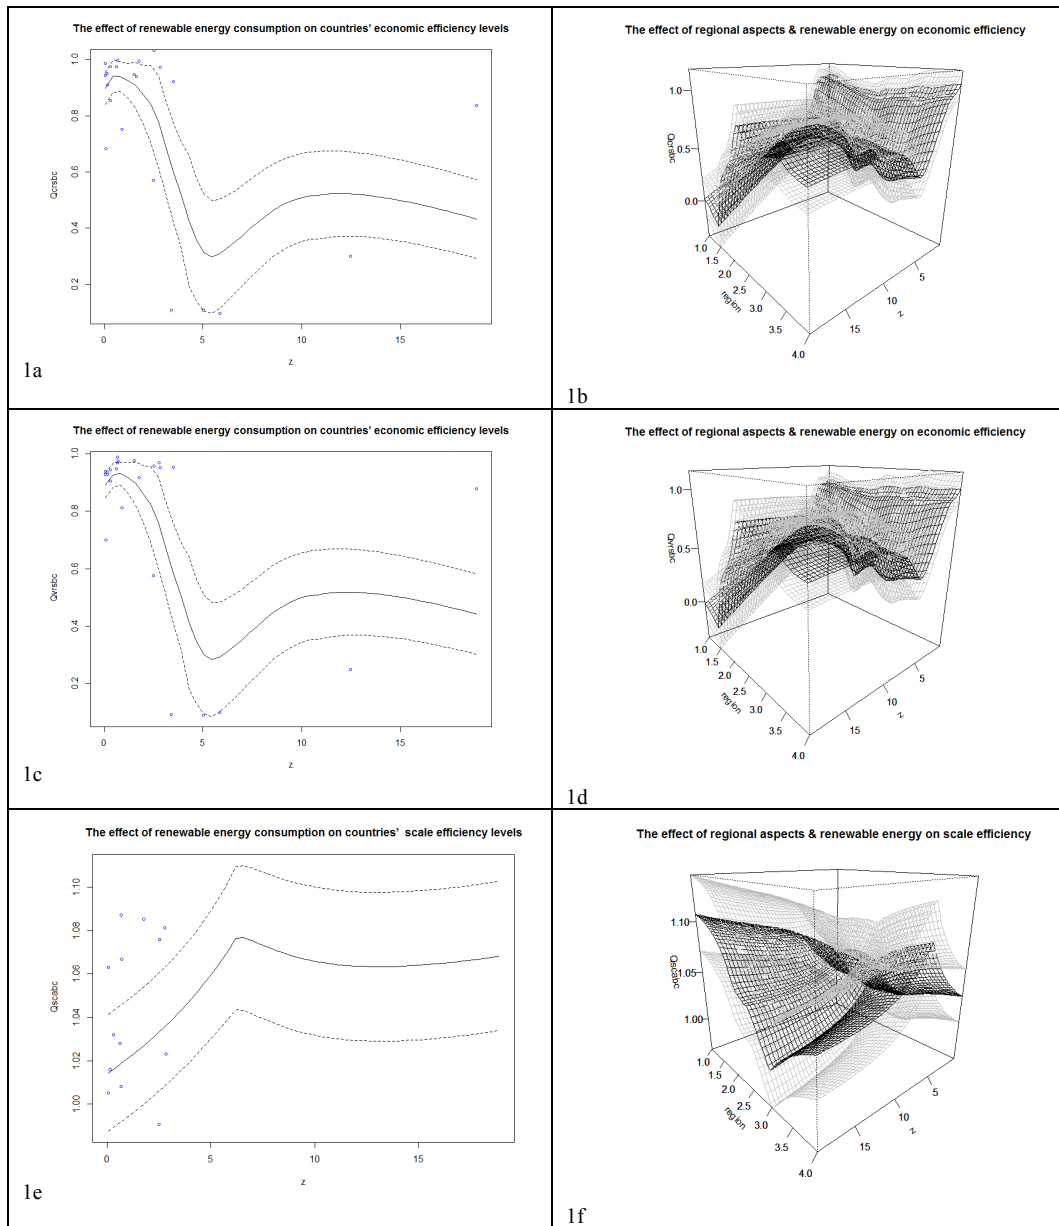 The effect of renewable energy consumption on countries' economic efficiency levels
1.0
0.8
0.6
0.4
0.2
Qcrsbc
0 5 10 15
z
1a
The effect of regional aspects & renewable energy on economic efficiency
1.0
0.5
0.0
Qcrsbc
1.0
1.5
2.0
2.5
3.0
3.5
4.0
region
5
10
15
z
1b
The effect of renewable energy consumption on countries' economic efficiency levels
1.0
0.8
0.6
0.4
0.2
Qvrsbc
0 5 10 15
z
1c
The effect of regional aspects & renewable energy on economic efficiency
1.0
0.5
0.0
Qvrsbc
1.0
1.5
2.0
2.5
3.0
3.5
4.0
region
5
10
15
z
1d
The effect of renewable energy consumption on countries' scale efficiency levels
1.10
1.08
1.06
1.04
1.02
1.00
Qscabc
0 5 10 15
z
1e
The effect of regional aspects & renewable energy on scale efficiency
1.10
1.05
1.00
Qscabc
1.0
1.5
2.0
2.5
3.0
3.5
4.0
region
5
10
15
z
1f